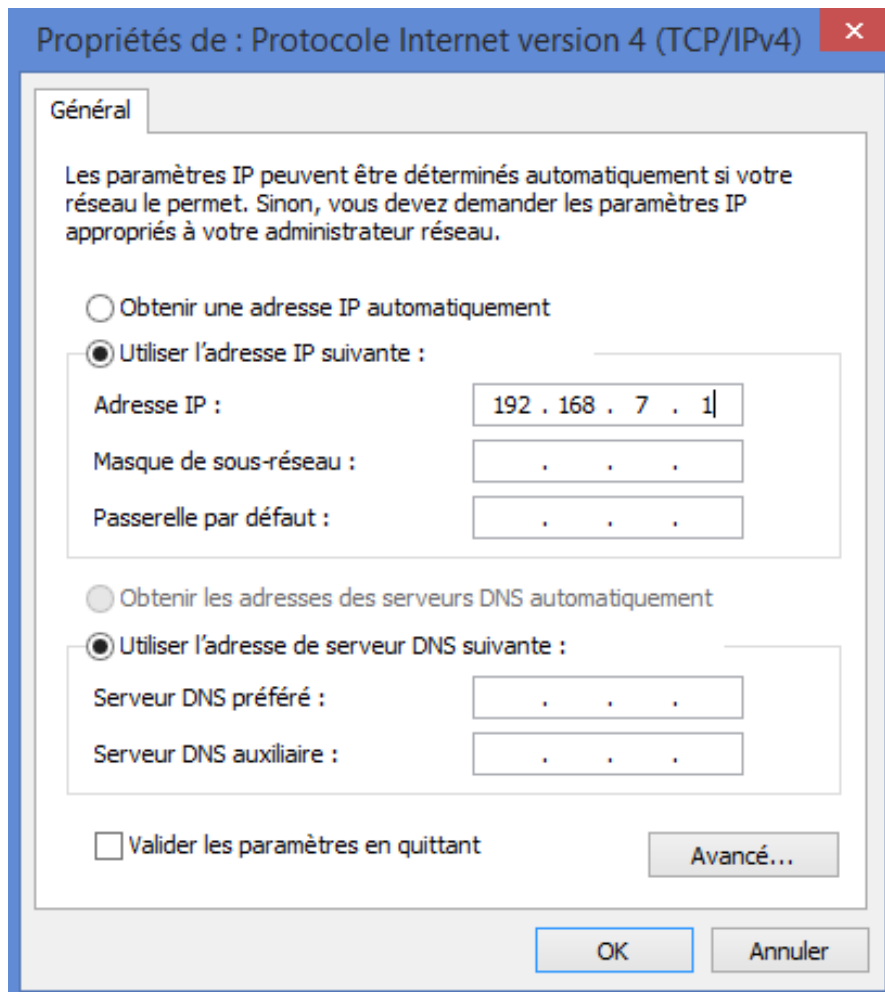 Propriétés de : Protocole Internet version 4 (TCP/IPv4)
Général
Les paramètres IP peuvent être déterminés automatiquement si votre
réseau le permet. Sinon, vous devez demander les paramètres IP
appropriés à votre administrateur réseau.
Obtenir une adresse IP automatiquement
Utiliser l'adresse IP suivante :
Adresse IP : 192 . 168 . 7 . 1
Masque de sous-réseau : . . .
Passerelle par défaut : . . .
Obtenir les adresses des serveurs DNS automatiquement
Utiliser l'adresse de serveur DNS suivante :
Serveur DNS préféré : . . .
Serveur DNS auxiliaire : . . .
Valider les paramètres en quittant
Avancé...
OK Annuler